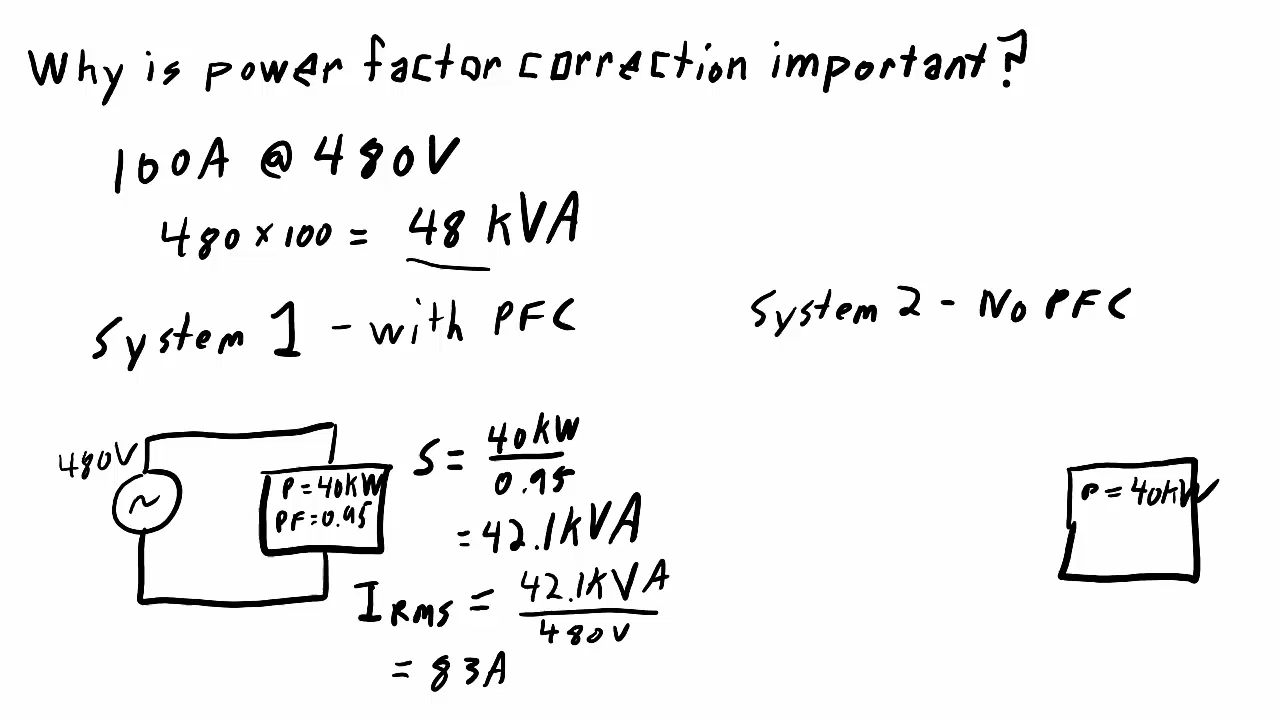 Why is power factor correction important?
100A @ 480V
480 × 100 = 48 kVA
System 1 - with PFC
System 2 - No PFC
480V
P = 40kW
PF = 0.95
S = 40kW
0.95
= 42.1kVA
I RMS = 42.1kVA
480V
= 83A
P = 40kW